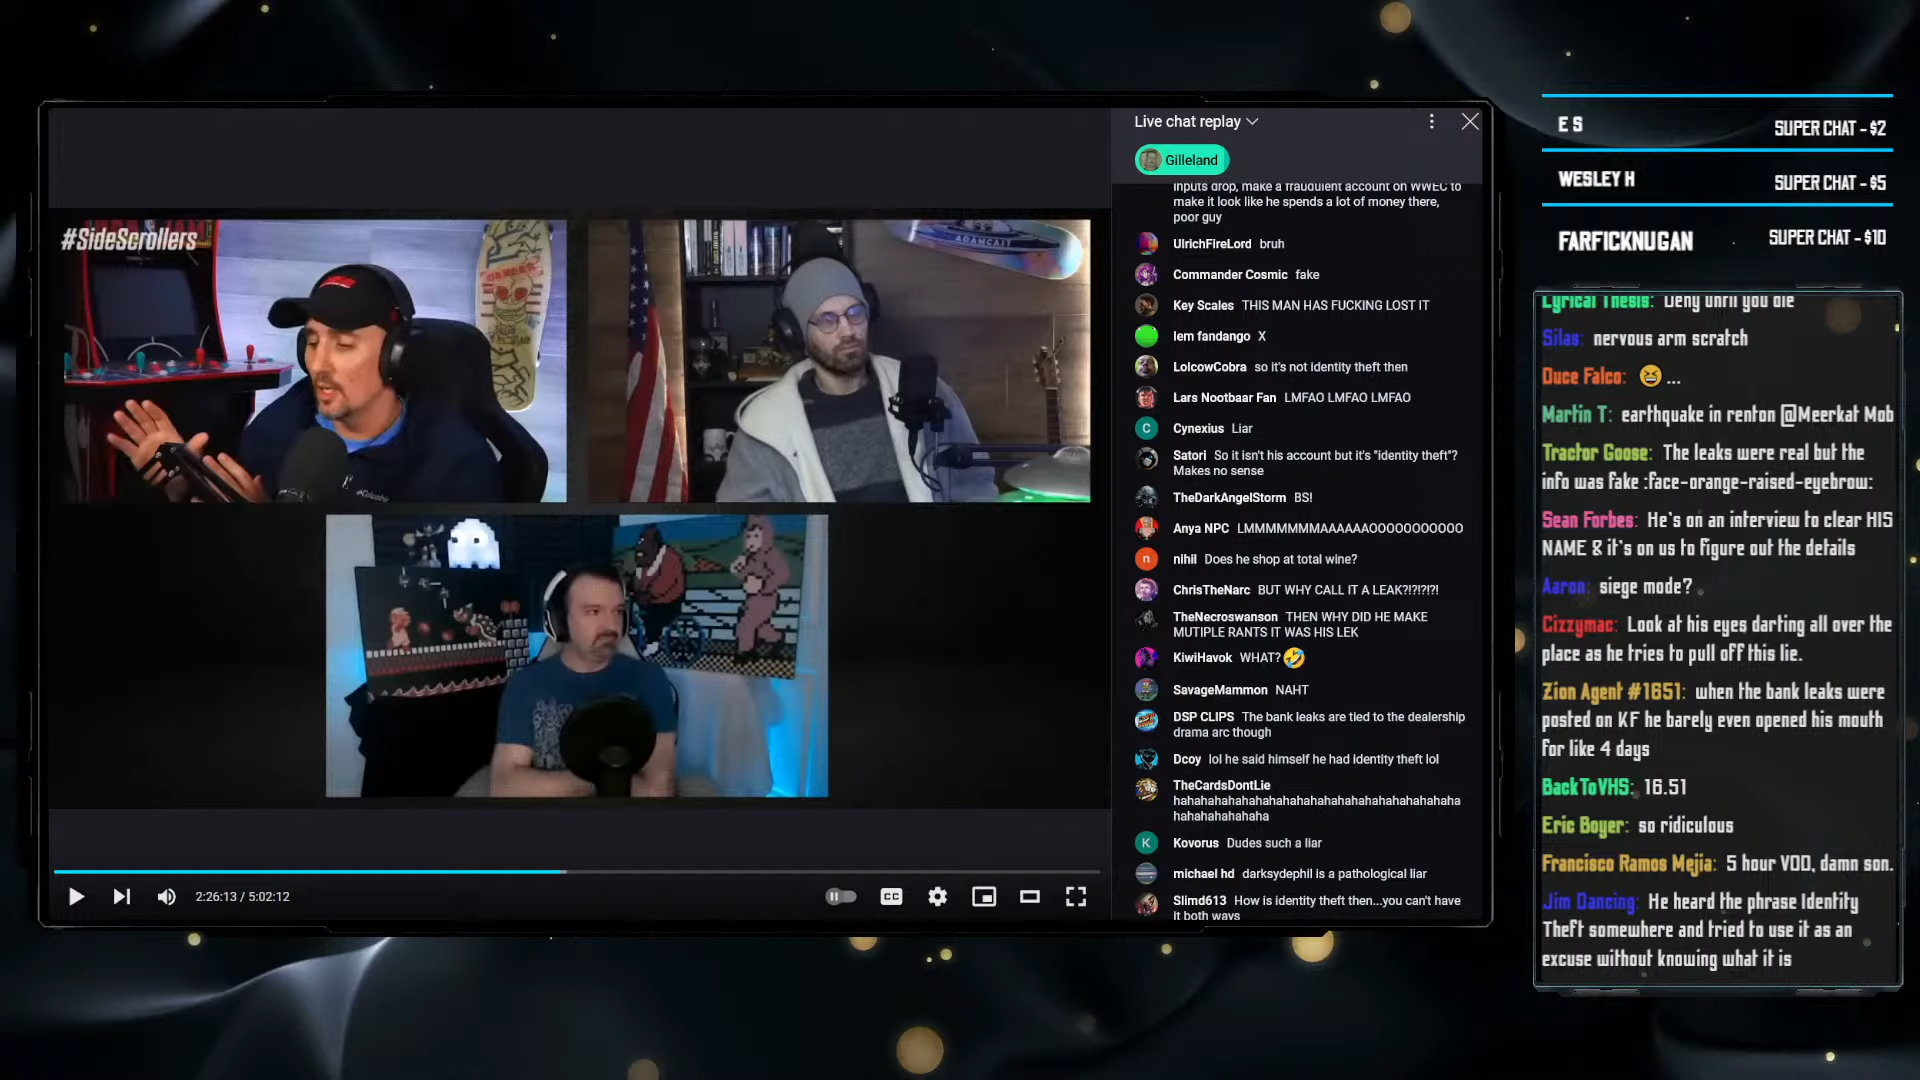 #SideScrollers
ADAMCAST
Columbia
2:26:13 / 5:02:12
CC
Live chat replay
Gilleland
inputs drop, make a fraudulent account on WWEC to
make it look like he spends a lot of money there,
poor guy
UlrichFireLord bruh
Commander Cosmic fake
Key Scales THIS MAN HAS FUCKING LOST IT
lem fandango X
LolcowCobra so it's not identity theft then
Lars Nootbaar Fan LMFAO LMFAO LMFAO
C
Cynexius Liar
Satori So it isn't his account but it's "identity theft"?
Makes no sense
TheDarkAngelStorm BS!
Anya NPC LMMMMMMMAAAAAAOOOOOOOOOOO
n
nihil Does he shop at total wine?
ChrisTheNarc BUT WHY CALL IT A LEAK?!?!?!?!
TheNecroswanson THEN WHY DID HE MAKE
MUTIPLE RANTS IT WAS HIS LEK
KiwiHavok WHAT? 🤣
SavageMammon NAHT
DSP CLIPS The bank leaks are tied to the dealership
drama arc though
Dcoy lol he said himself he had identity theft lol
TheCardsDontLie
hahahahahahahahahahahahahahahahahahahahaha
hahahahahahaha
K
Kovorus Dudes such a liar
michael hd darksydephil is a pathological liar
Slimd613 How is identity theft then...you can't have
it both ways
E S
SUPER CHAT - $2
WESLEY H
SUPER CHAT - $5
FARFICKNUGAN
SUPER CHAT - $10
Lyrical Thesis: Deny until you die
Silas: nervous arm scratch
Duce Falco: 😆 ...
Martin T: earthquake in renton @Meerkat Mob
Tractor Goose: The leaks were real but the
info was fake :face-orange-raised-eyebrow:
Sean Forbes: He's on an interview to clear HIS
NAME & it's on us to figure out the details
Aaron: siege mode?
Cizzymac: Look at his eyes darting all over the
place as he tries to pull off this lie.
Zion Agent #1651: when the bank leaks were
posted on KF he barely even opened his mouth
for like 4 days
BackToVHS: 16.51
Eric Boyer: so ridiculous
Francisco Ramos Mejia: 5 hour VOD, damn son.
Jim Dancing: He heard the phrase Identity
Theft somewhere and tried to use it as an
excuse without knowing what it is